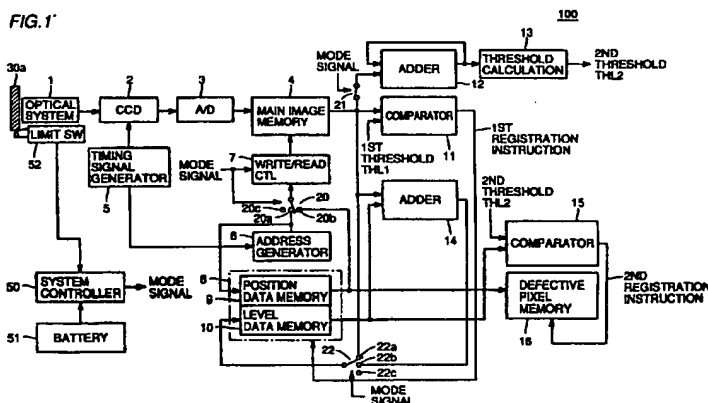 FIG.1
100
30a
1
OPTICAL SYSTEM
LIMIT SW
52
2
CCD
3
A/D
4
MAIN IMAGE MEMORY
MODE SIGNAL
21
ADDER
12
13
THRESHOLD CALCULATION
2ND THRESHOLD THL2
COMPARATOR
11
1ST THRESHOLD THL1
1ST REGISTRATION INSTRUCTION
TIMING SIGNAL GENERATOR
5
MODE SIGNAL
7
WRITE/READ CTL
20
20c
20a
20b
6
ADDRESS GENERATOR
ADDER
14
2ND THRESHOLD THL2
15
COMPARATOR
2ND REGISTRATION INSTRUCTION
50
SYSTEM CONTROLLER
MODE SIGNAL
51
BATTERY
8
POSITION DATA MEMORY
9
LEVEL DATA MEMORY
10
DEFECTIVE PIXEL MEMORY
16
22
22a
22b
22c
MODE SIGNAL